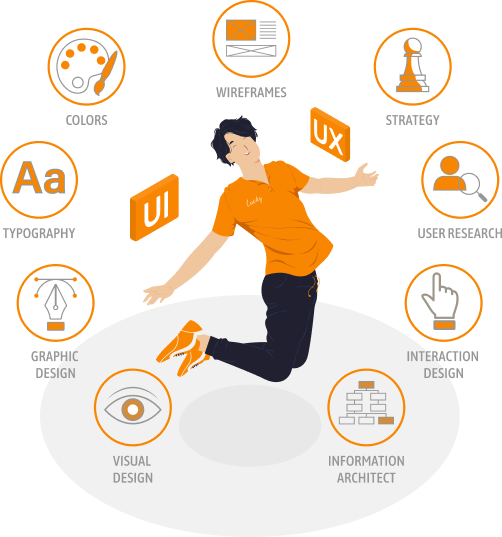 WIREFRAMES
COLORS
STRATEGY
UX
Aa
TYPOGRAPHY
UI
Lucky
USER RESEARCH
GRAPHIC
DESIGN
INTERACTION
DESIGN
VISUAL
DESIGN
INFORMATION
ARCHITECT